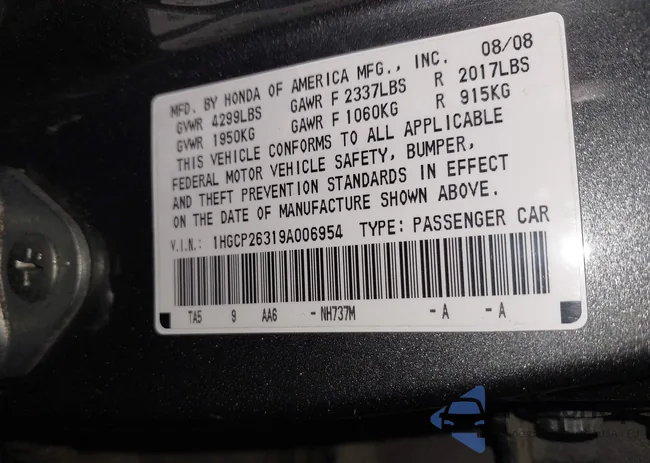 MFD. BY HONDA OF AMERICA MFG., INC. 08/08
GVWR 4299LBS GAWR F 2337LBS R 2017LBS
GVWR 1950KG GAWR F 1060KG R 915KG
THIS VEHICLE CONFORMS TO ALL APPLICABLE
FEDERAL MOTOR VEHICLE SAFETY, BUMPER,
AND THEFT PREVENTION STANDARDS IN EFFECT
ON THE DATE OF MANUFACTURE SHOWN ABOVE.
V.I.N.: 1HGCP26319A006954 TYPE: PASSENGER CAR
TA5 9 AA6 - NH737M - A - A